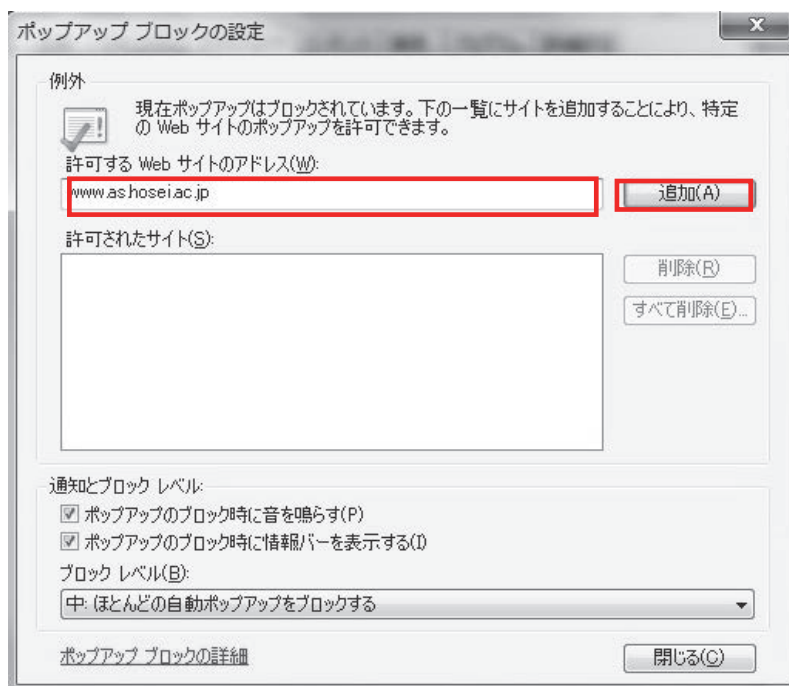 ポップアップ ブロックの設定
例外
現在ポップアップはブロックされています。下の一覧にサイトを追加することにより、特定
の Web サイトのポップアップを許可できます。
許可する Web サイトのアドレス(W):
www.as.hosei.ac.jp
追加(A)
許可されたサイト(S):
削除(R)
すべて削除(E)...
通知とブロック レベル:
ポップアップのブロック時に音を鳴らす(P)
ポップアップのブロック時に情報バーを表示する(I)
ブロック レベル(B):
中: ほとんどの自動ポップアップをブロックする
ポップアップ ブロックの詳細
閉じる(C)